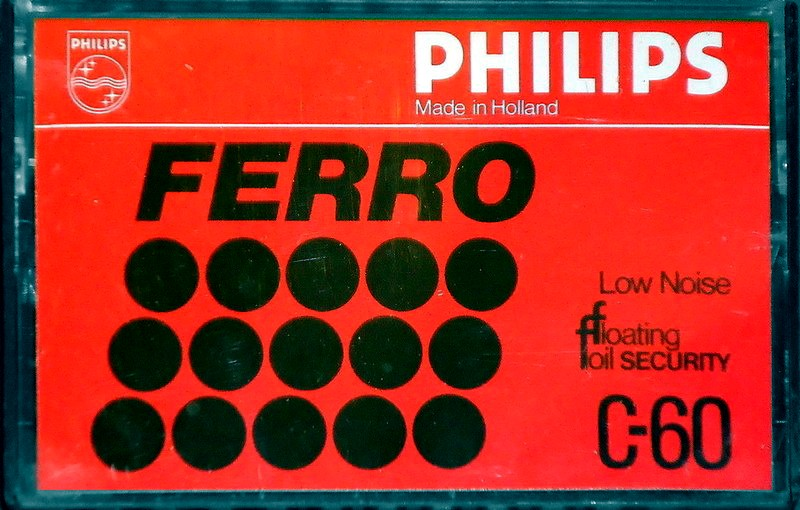 PHILIPS
PHILIPS
Made in Holland
FERRO
Low Noise
floating
foil SECURITY
C-60